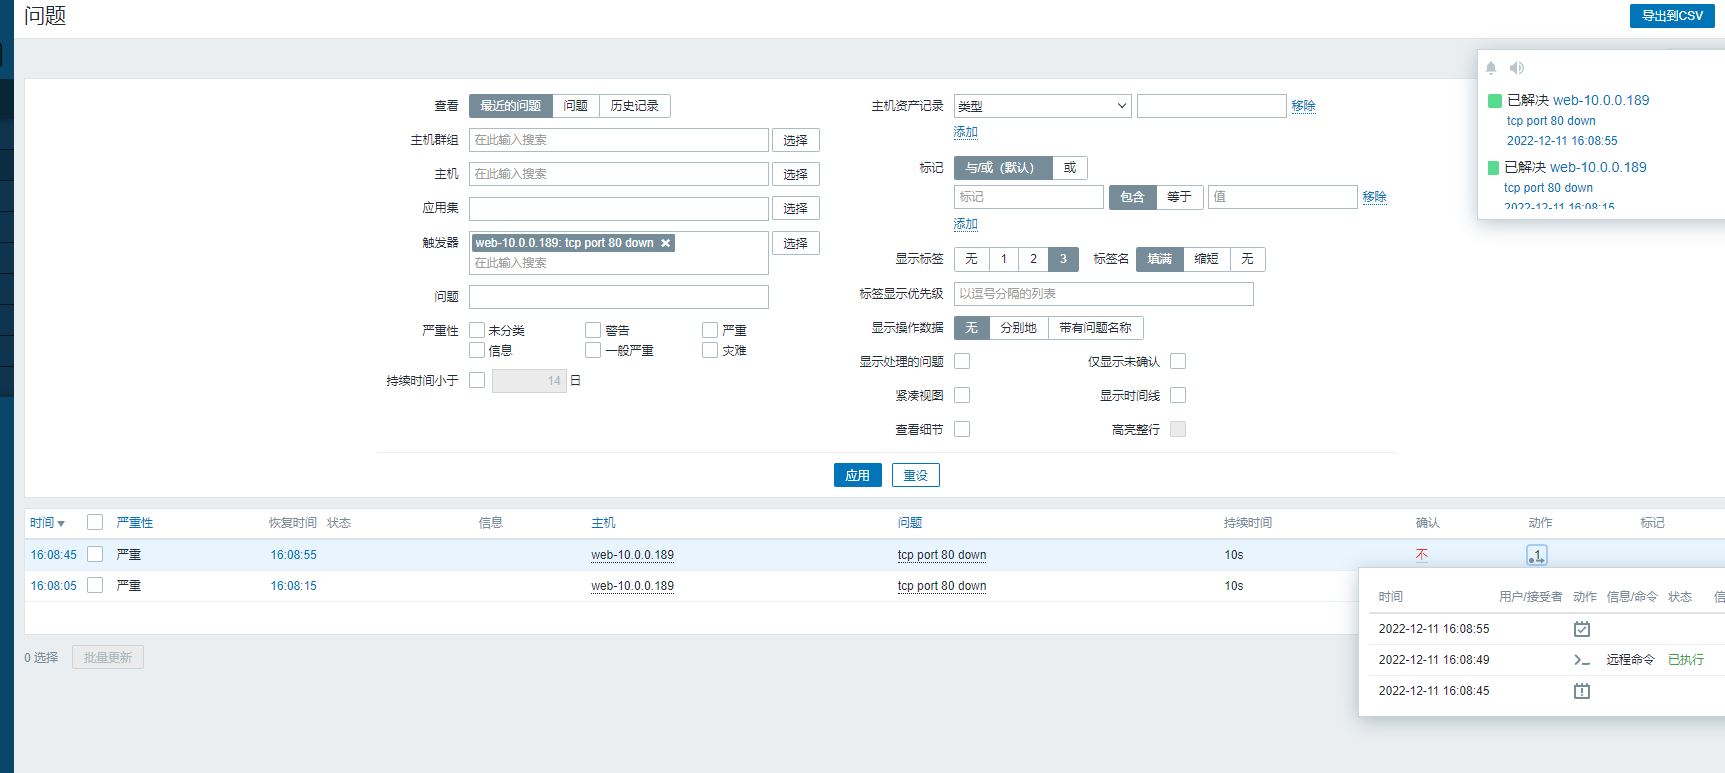 问题
导出到CSV
已解决 web-10.0.0.189
tcp port 80 down
2022-12-11 16:08:55
已解决 web-10.0.0.189
tcp port 80 down
2022-12-11 16:08:15
查看 最近的问题 问题 历史记录
主机群组 在此输入搜索 选择
主机 在此输入搜索 选择
应用集 选择
触发器 web-10.0.0.189: tcp port 80 down 选择
在此输入搜索
问题
严重性 未分类 警告 严重
信息 一般严重 灾难
持续时间小于 14 日
主机资产记录 类型 移除
添加
标记 与/或（默认） 或
标记 包含 等于 值 移除
添加
显示标签 无 1 2 3 标签名 填满 缩短 无
标签显示优先级 以逗号分隔的列表
显示操作数据 无 分别地 带有问题名称
显示处理的问题 仅显示未确认
紧凑视图 显示时间线
查看细节 高亮整行
应用 重设
时间 严重性 恢复时间 状态 信息 主机 问题 持续时间 确认 动作 标记
16:08:45 严重 16:08:55 web-10.0.0.189 tcp port 80 down 10s 不 1
16:08:05 严重 16:08:15 web-10.0.0.189 tcp port 80 down 10s
时间 用户/接受者 动作 信息/命令 状态 信
2022-12-11 16:08:55
2022-12-11 16:08:49 远程命令 已执行
2022-12-11 16:08:45
0 选择 批量更新